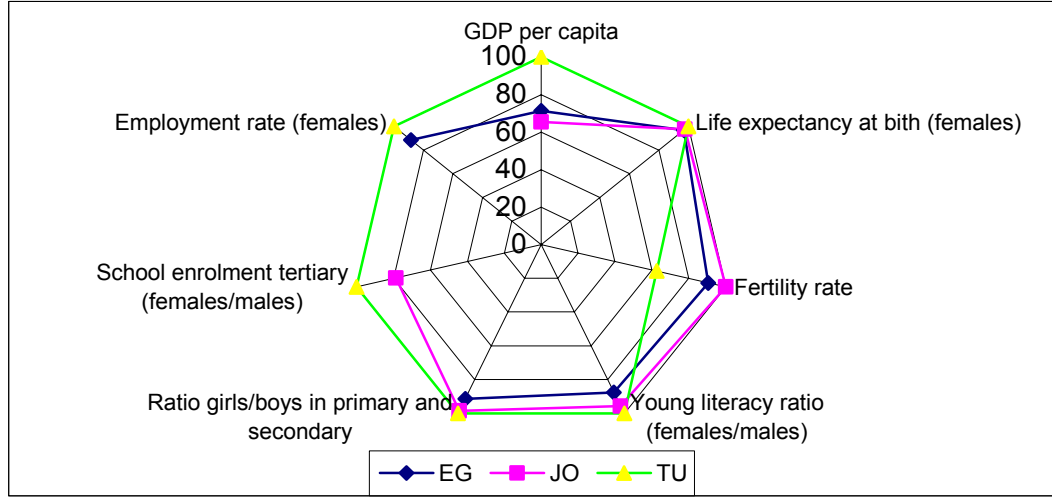 GDP per capita
100
80
60
40
20
0
Employment rate (females)
Life expectancy at bith (females)
School enrolment tertiary
(females/males)
Fertility rate
Ratio girls/boys in primary and
secondary
Young literacy ratio
(females/males)
EG JO TU